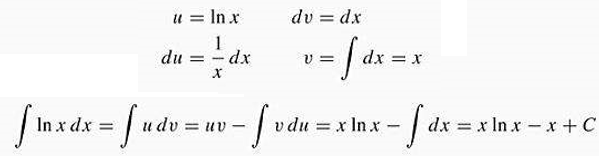 u = ln x    dv = dx
du = 1/x dx    v = ∫ dx = x
∫ ln x dx = ∫ u dv = uv − ∫ v du = x ln x − ∫ dx = x ln x − x + C